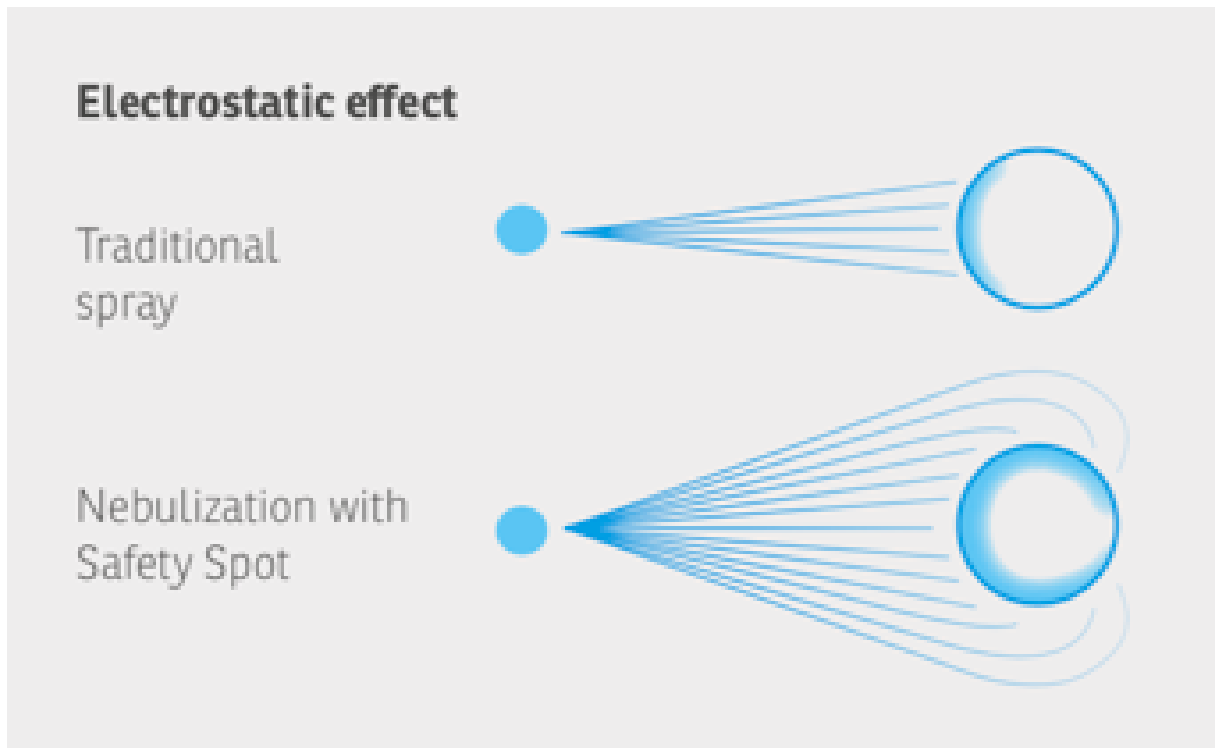 Electrostatic effect
Traditional
spray
Nebulization with
Safety Spot